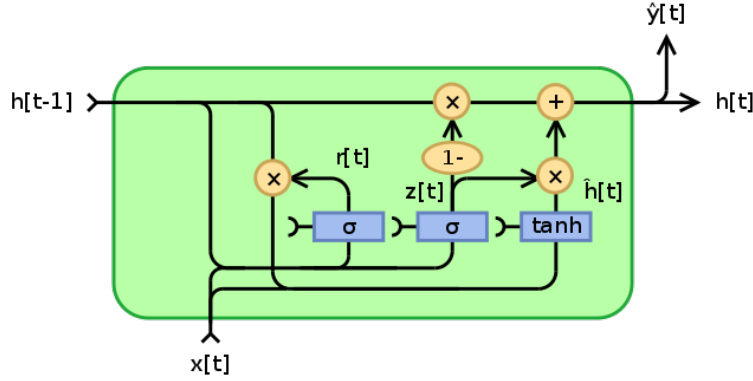 ŷ[t]
h[t-1]
×
+
h[t]
1-
r[t]
×
z[t]
×
ĥ[t]
σ
σ
tanh
x[t]